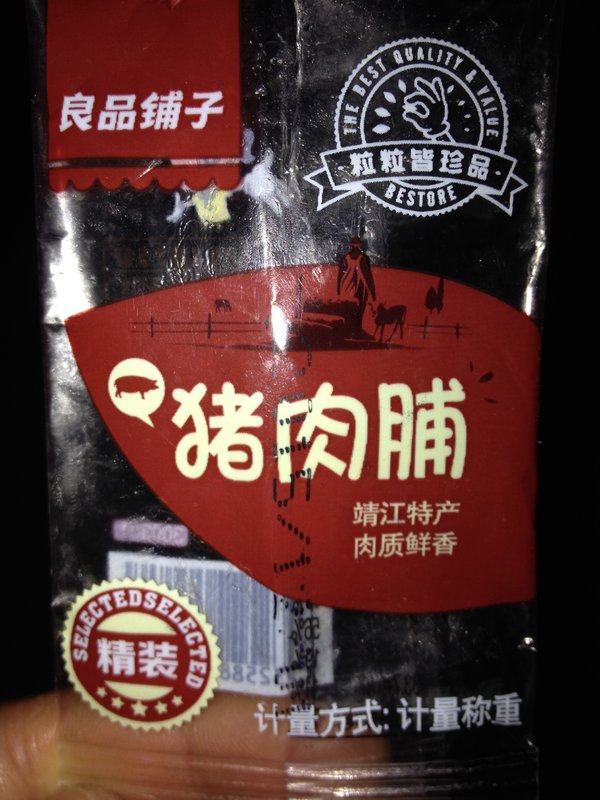 良品铺子
THE BEST QUALITY & VALUE
粒粒皆珍品
BESTORE
猪肉脯
靖江特产
肉质鲜香
SELECTEDSELECTED
精装
计量方式: 计量称重